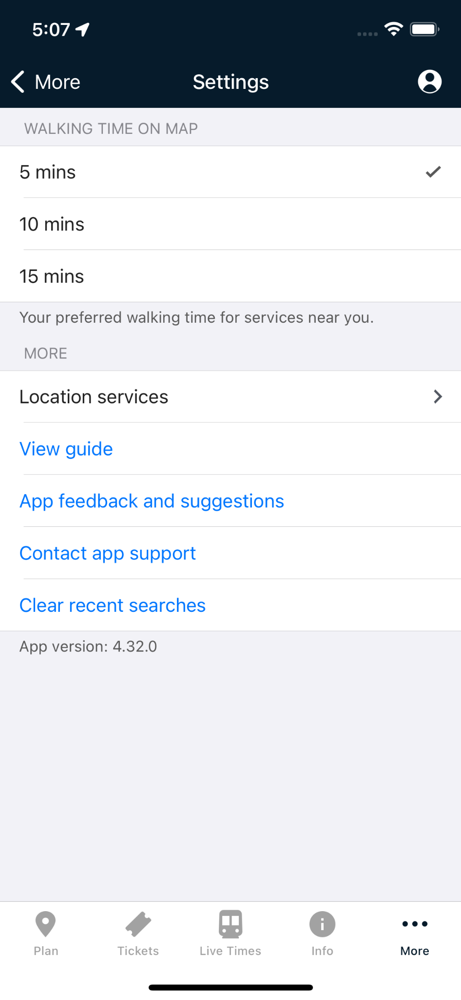 5:07
More
Settings
WALKING TIME ON MAP
5 mins
10 mins
15 mins
Your preferred walking time for services near you.
MORE
Location services
View guide
App feedback and suggestions
Contact app support
Clear recent searches
App version: 4.32.0
Plan
Tickets
Live Times
Info
More